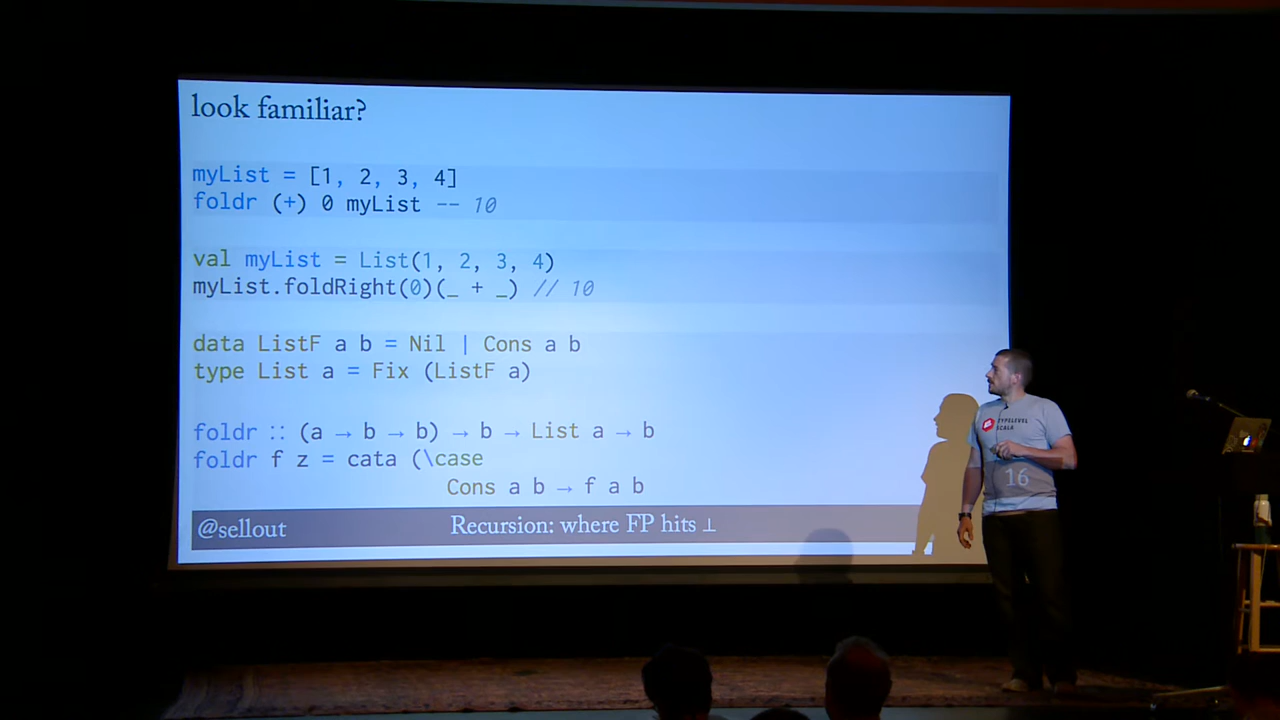 look familiar?
myList = [1, 2, 3, 4]
foldr (+) 0 myList -- 10
val myList = List(1, 2, 3, 4)
myList.foldRight(0)(_ + _) // 10
data ListF a b = Nil | Cons a b
type List a = Fix (ListF a)
foldr :: (a → b → b) → b → List a → b
foldr f z = cata (\case
Cons a b → f a b
@sellout
Recursion: where FP hits ⊥
16
TYPELEVEL
SCALA